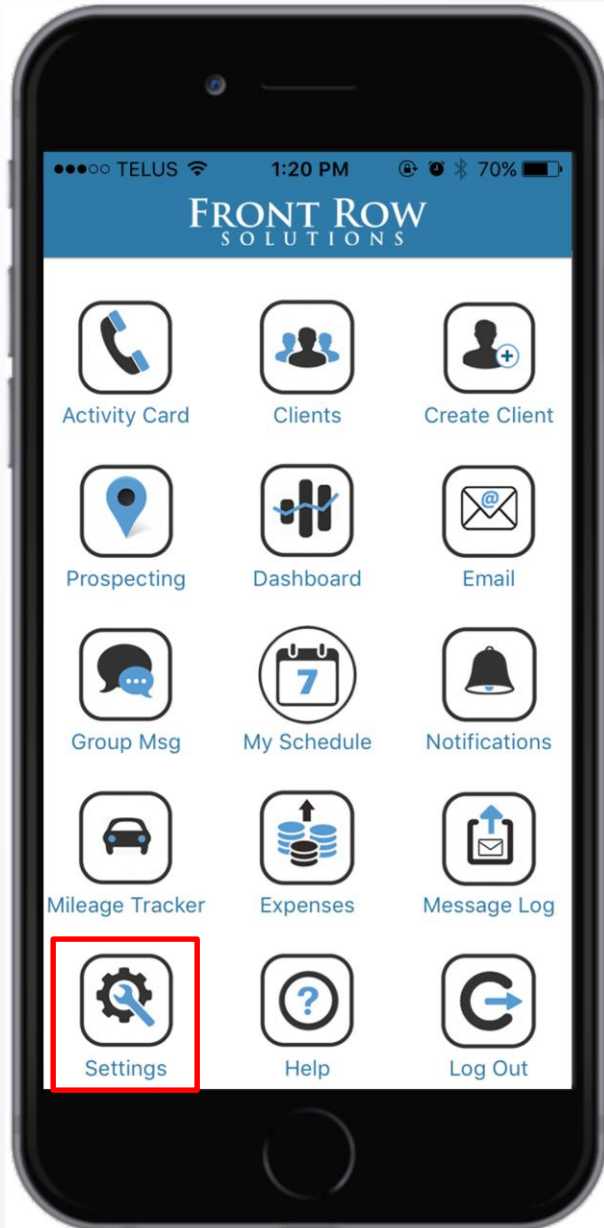 ●●●○○ TELUS 1:20 PM 70%
FRONT ROW
SOLUTIONS
Activity Card Clients Create Client
+
Prospecting Dashboard Email
@
Group Msg My Schedule Notifications
7
Mileage Tracker Expenses Message Log
Settings Help Log Out
?